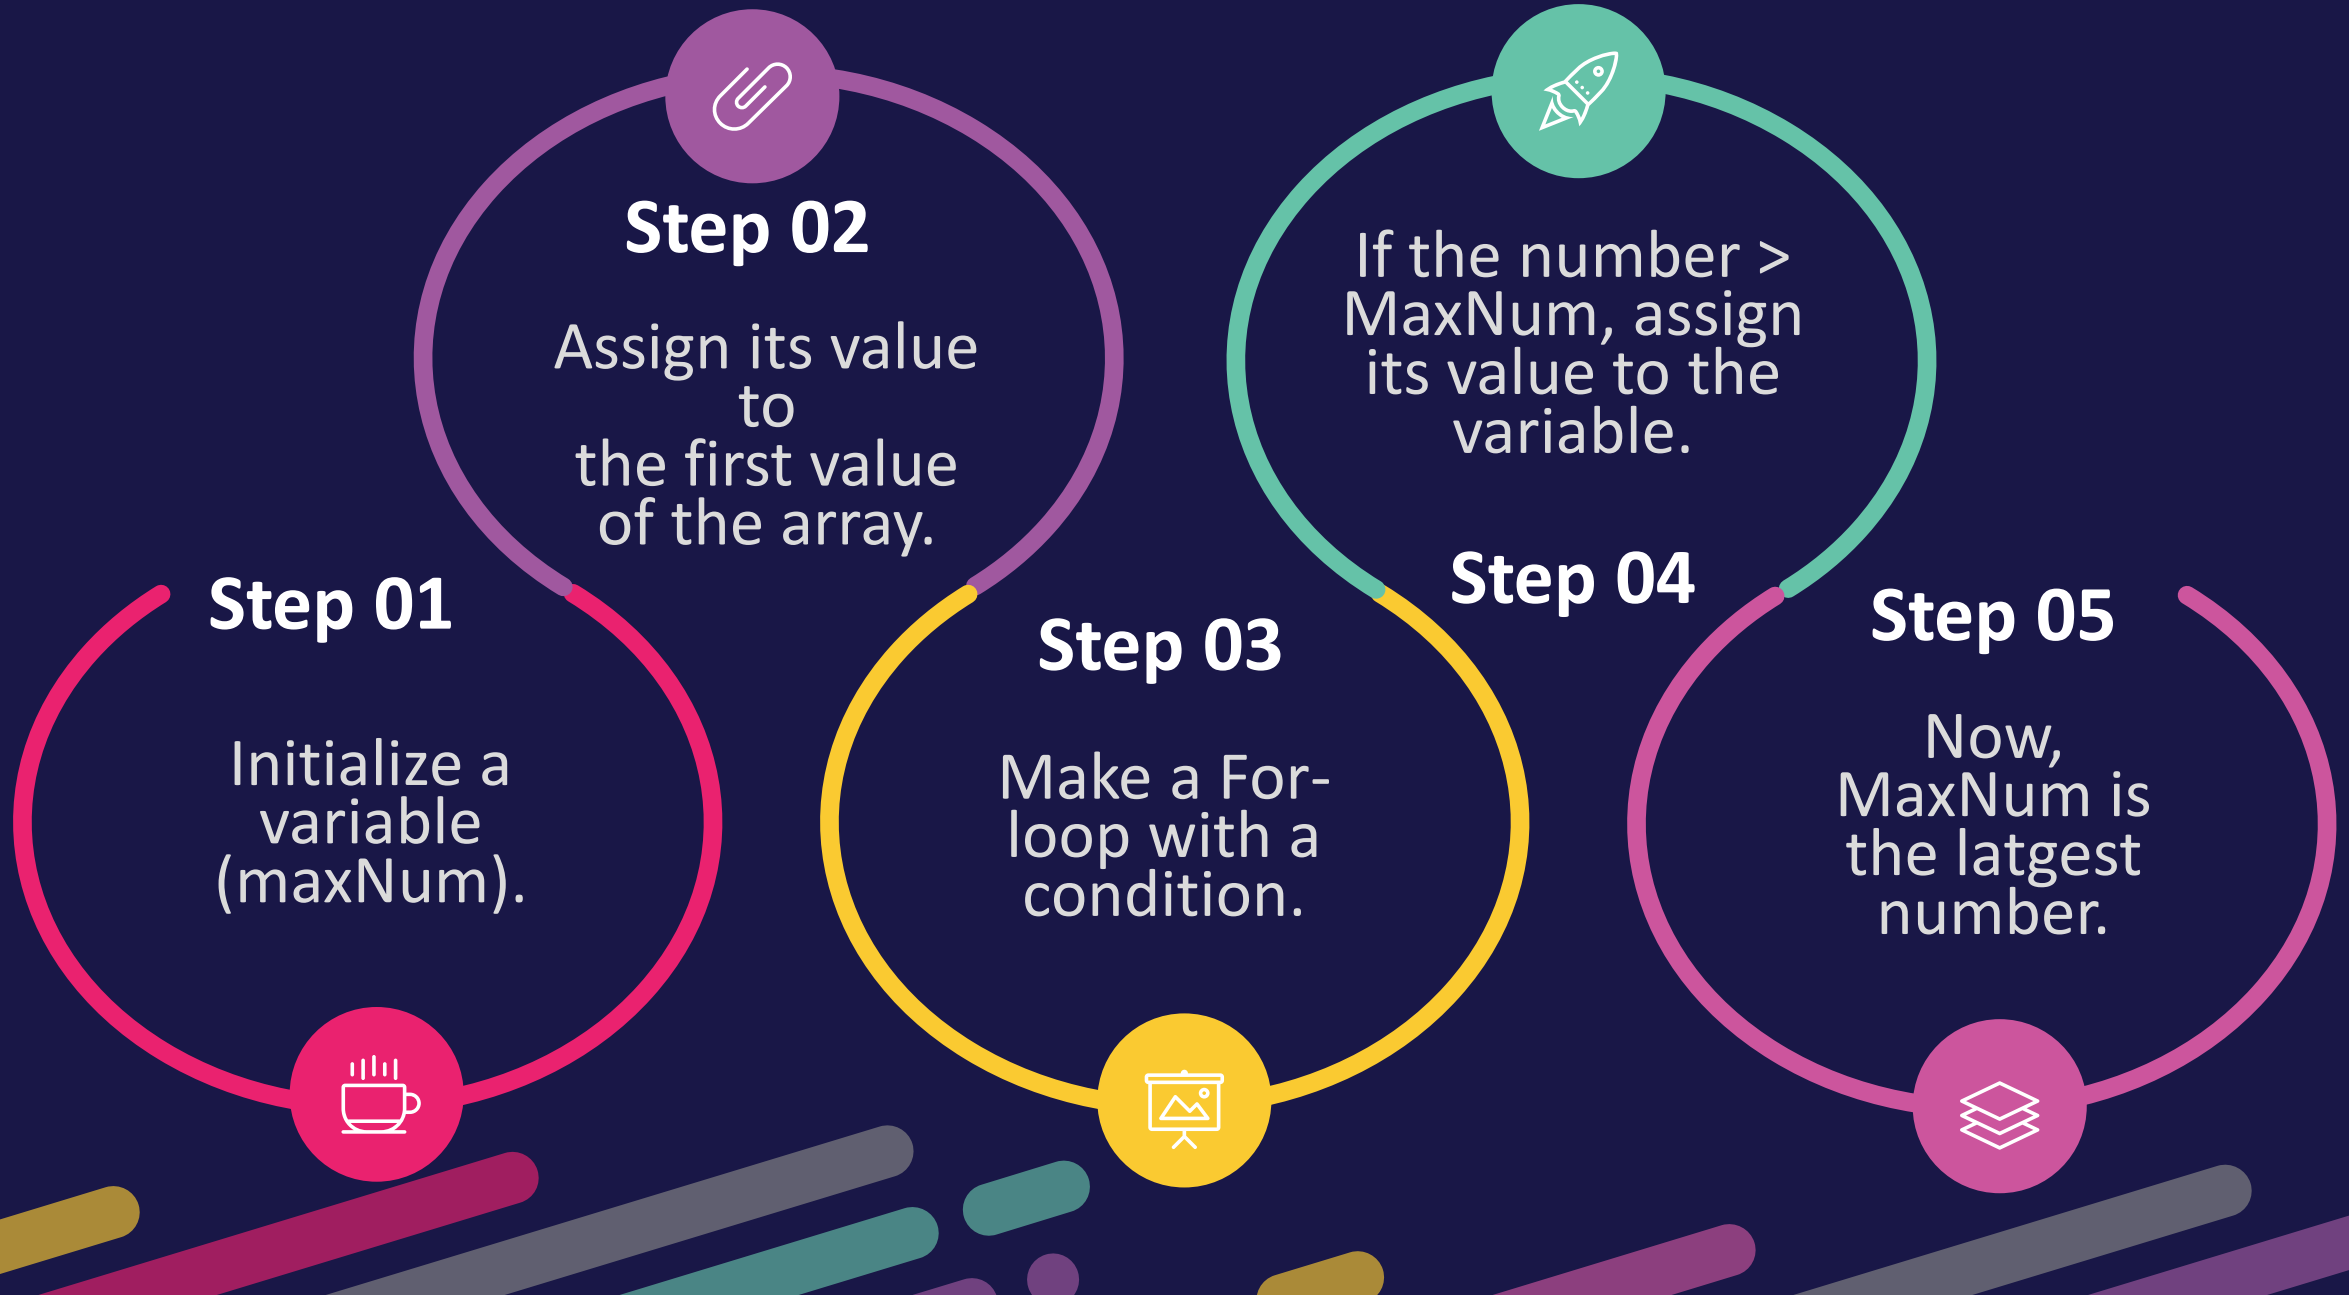 Step 01
Initialize a
variable
(maxNum).
Step 02
Assign its value
to
the first value
of the array.
Step 03
Make a For-
loop with a
condition.
Step 04
If the number >
MaxNum, assign
its value to the
variable.
Step 05
Now,
MaxNum is
the latgest
number.